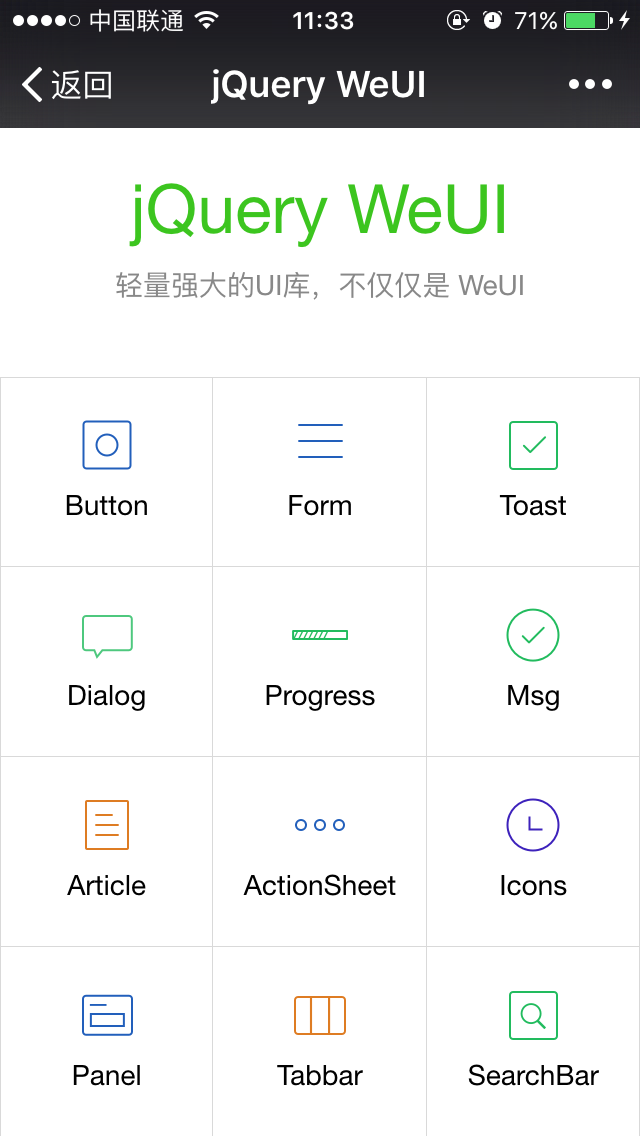 中国联通 11:33 71%
返回 jQuery WeUI
jQuery WeUI
轻量强大的UI库，不仅仅是 WeUI
Button Form Toast
Dialog Progress Msg
Article ActionSheet Icons
Panel Tabbar SearchBar